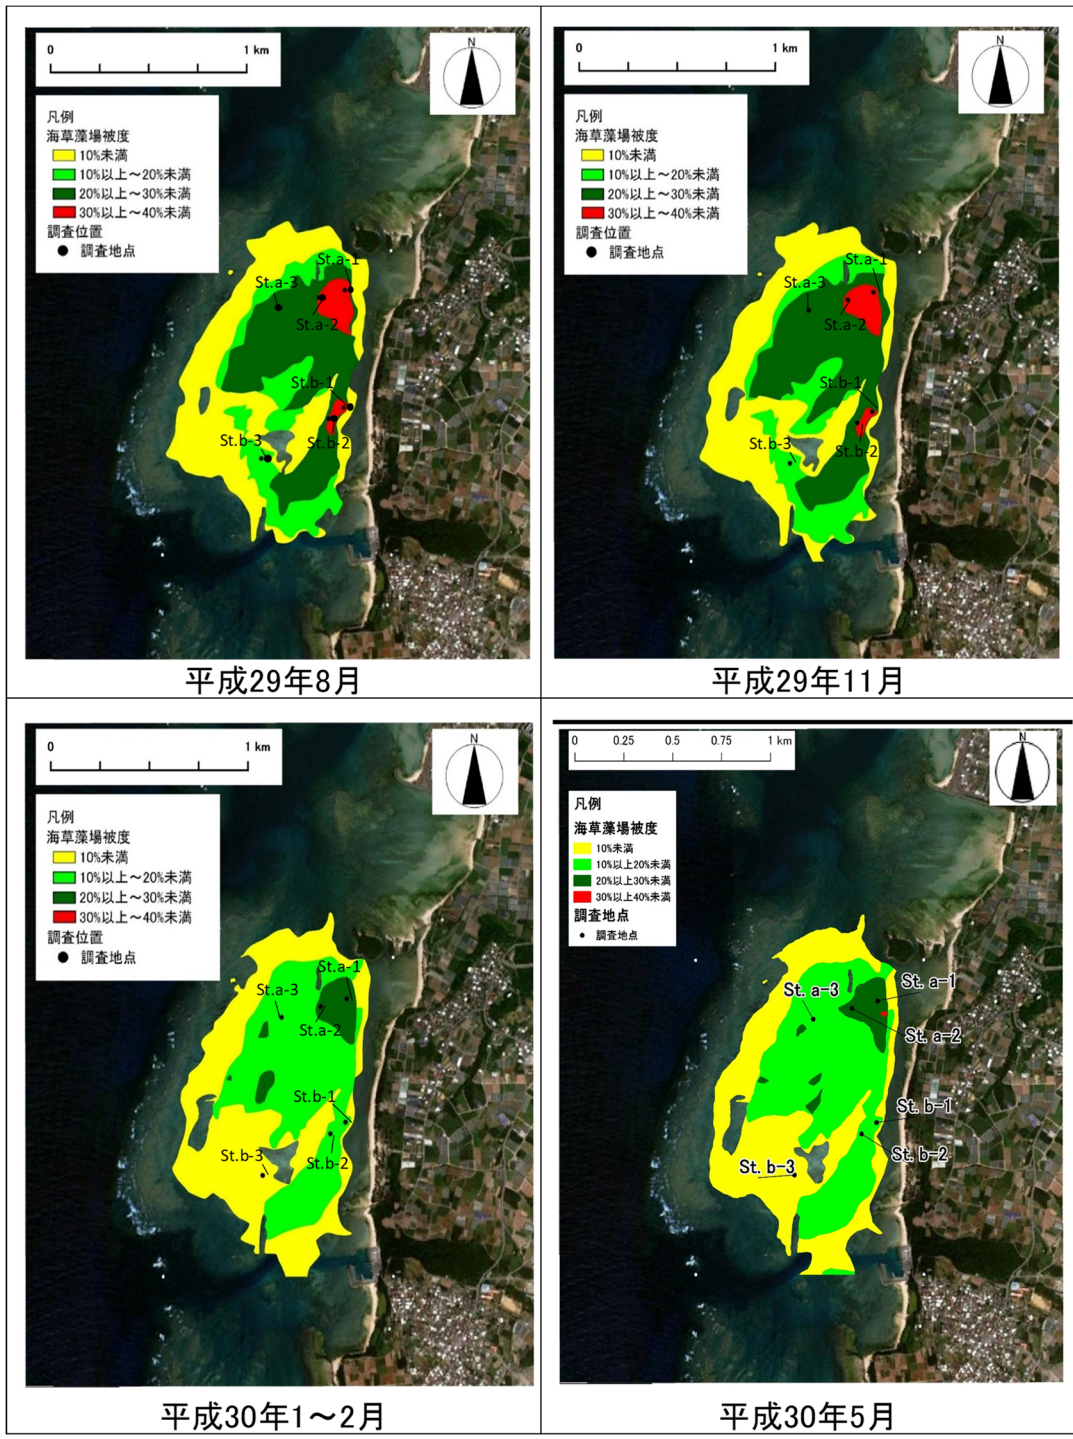 0 1 km
N
凡例
海草藻場被度
10%未満
10%以上～20%未満
20%以上～30%未満
30%以上～40%未満
調査位置
調査地点
St.a-1
St.a-3
St.a-2
St.b-1
St.b-3
St.b-2
平成29年8月
0 1 km
N
凡例
海草藻場被度
10%未満
10%以上～20%未満
20%以上～30%未満
30%以上～40%未満
調査位置
調査地点
St.a-1
St.a-3
St.a-2
St.b-1
St.b-3
St.b-2
平成29年11月
0 1 km
N
凡例
海草藻場被度
10%未満
10%以上～20%未満
20%以上～30%未満
30%以上～40%未満
調査位置
調査地点
St.a-1
St.a-3
St.a-2
St.b-1
St.b-3
St.b-2
平成30年1～2月
0 0.25 0.5 0.75 1 km
N
凡例
海草藻場被度
10%未満
10%以上20%未満
20%以上30%未満
30%以上40%未満
調査地点
調査地点
St. a-1
St. a-3
St. a-2
St. b-1
St. b-2
St. b-3
平成30年5月